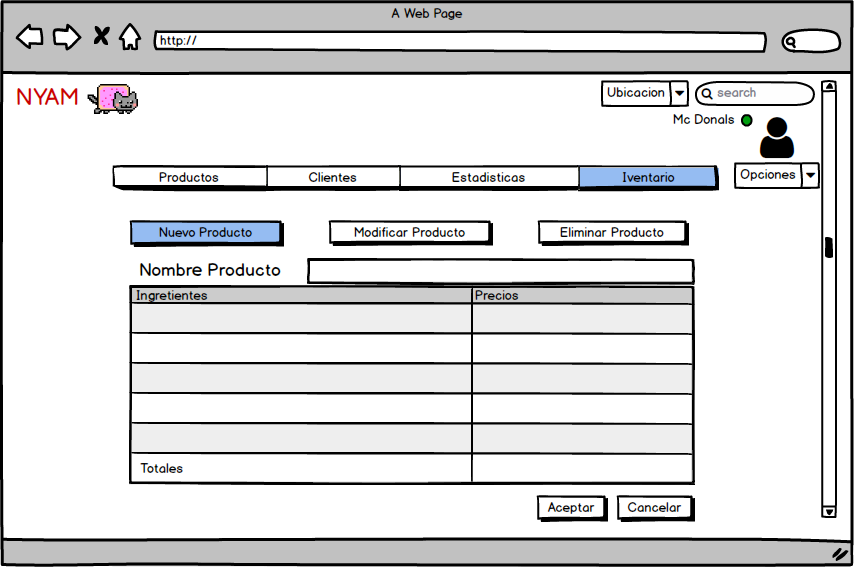 A Web Page
http://
NYAM
Ubicacion
search
Mc Donals
Opciones
Productos
Clientes
Estadisticas
Iventario
Nuevo Producto
Modificar Producto
Eliminar Producto
Nombre Producto
Ingretientes
Precios
Totales
Aceptar
Cancelar